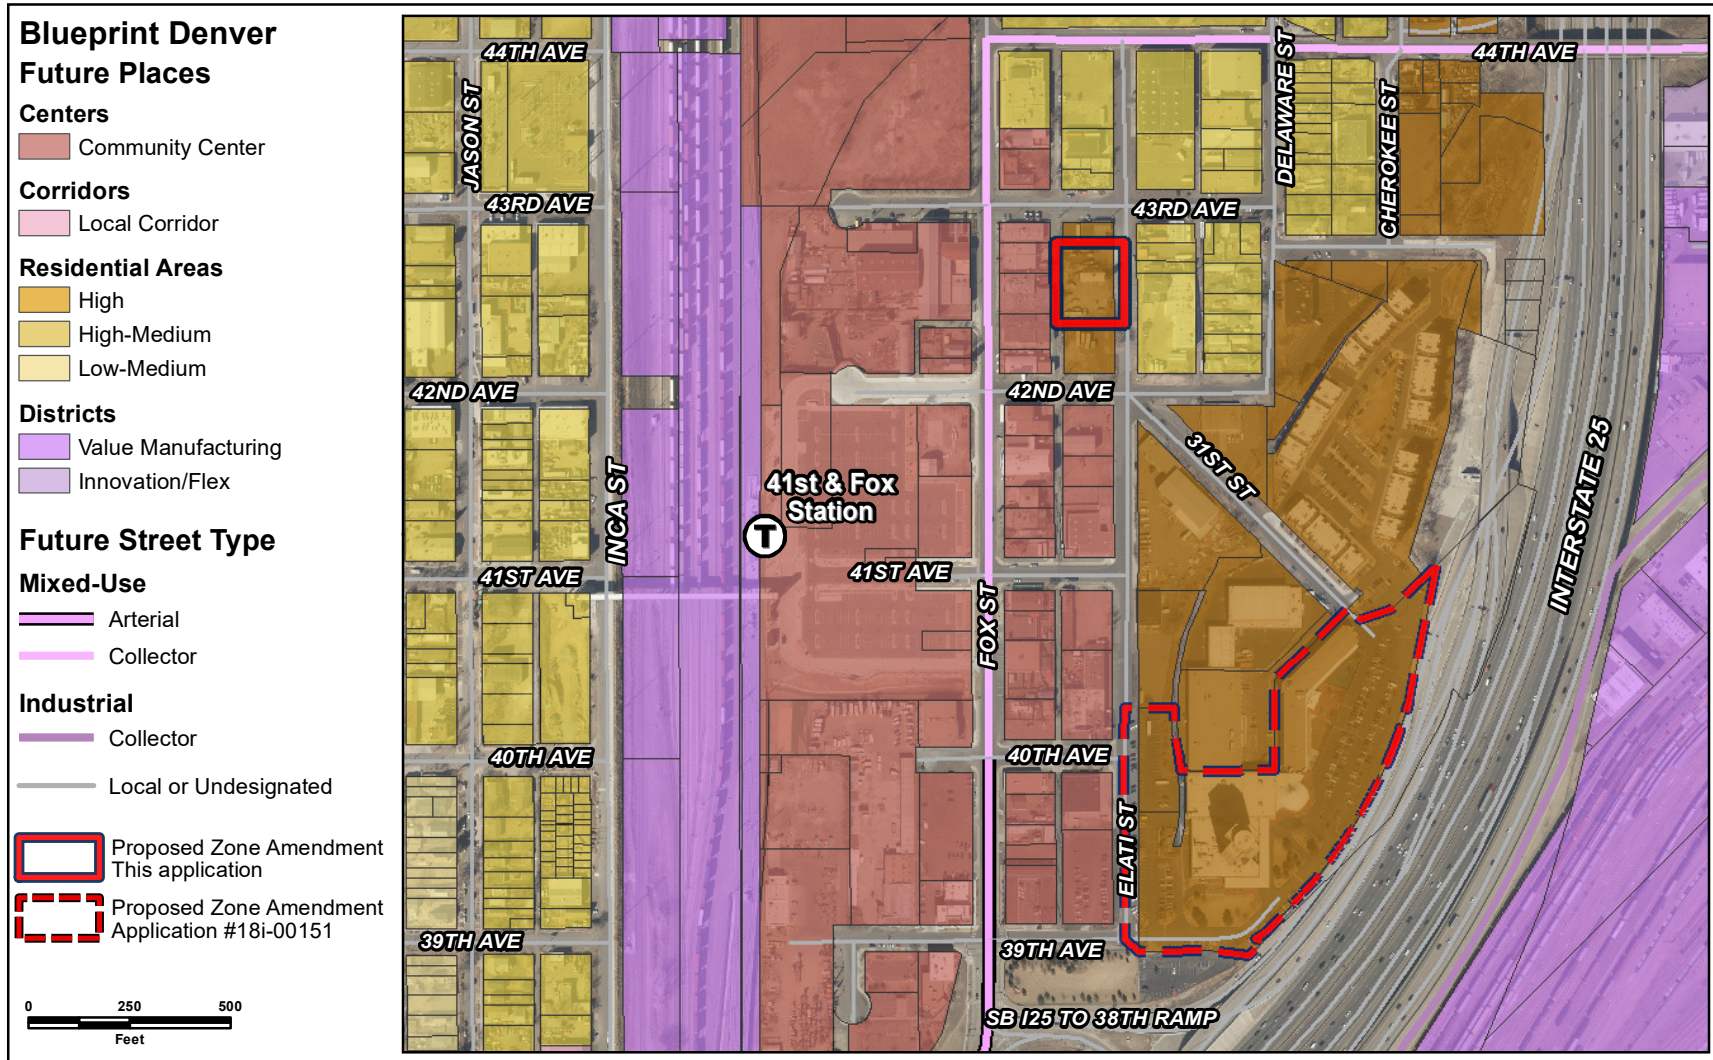 Blueprint Denver
Future Places
Centers
Community Center
Corridors
Local Corridor
Residential Areas
High
High-Medium
Low-Medium
Districts
Value Manufacturing
Innovation/Flex
Future Street Type
Mixed-Use
Arterial
Collector
Industrial
Collector
Local or Undesignated
Proposed Zone Amendment
This application
Proposed Zone Amendment
Application #18i-00151
0 250 500
Feet
44TH AVE
44TH AVE
JASON ST
DELAWARE ST
CHEROKEE ST
43RD AVE
43RD AVE
42ND AVE
42ND AVE
31ST ST
INTERSTATE 25
INCA ST
41st & Fox
Station
T
41ST AVE
41ST AVE
FOX ST
40TH AVE
40TH AVE
ELATI ST
39TH AVE
39TH AVE
SB I25 TO 38TH RAMP